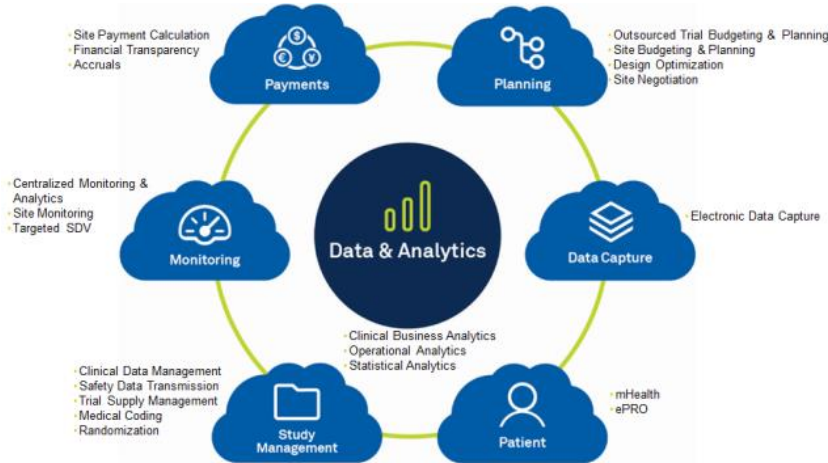 · Site Payment Calculation
· Financial Transparency
· Accruals
$
€
¥
Payments
Planning
· Outsourced Trial Budgeting & Planning
· Site Budgeting & Planning
· Design Optimization
· Site Negotiation
· Centralized Monitoring &
Analytics
· Site Monitoring
· Targeted SDV
Monitoring
Data & Analytics
Data Capture
· Electronic Data Capture
· Clinical Business Analytics
· Operational Analytics
· Statistical Analytics
· Clinical Data Management
· Safety Data Transmission
· Trial Supply Management
· Medical Coding
· Randomization
Study
Management
Patient
· mHealth
· ePRO